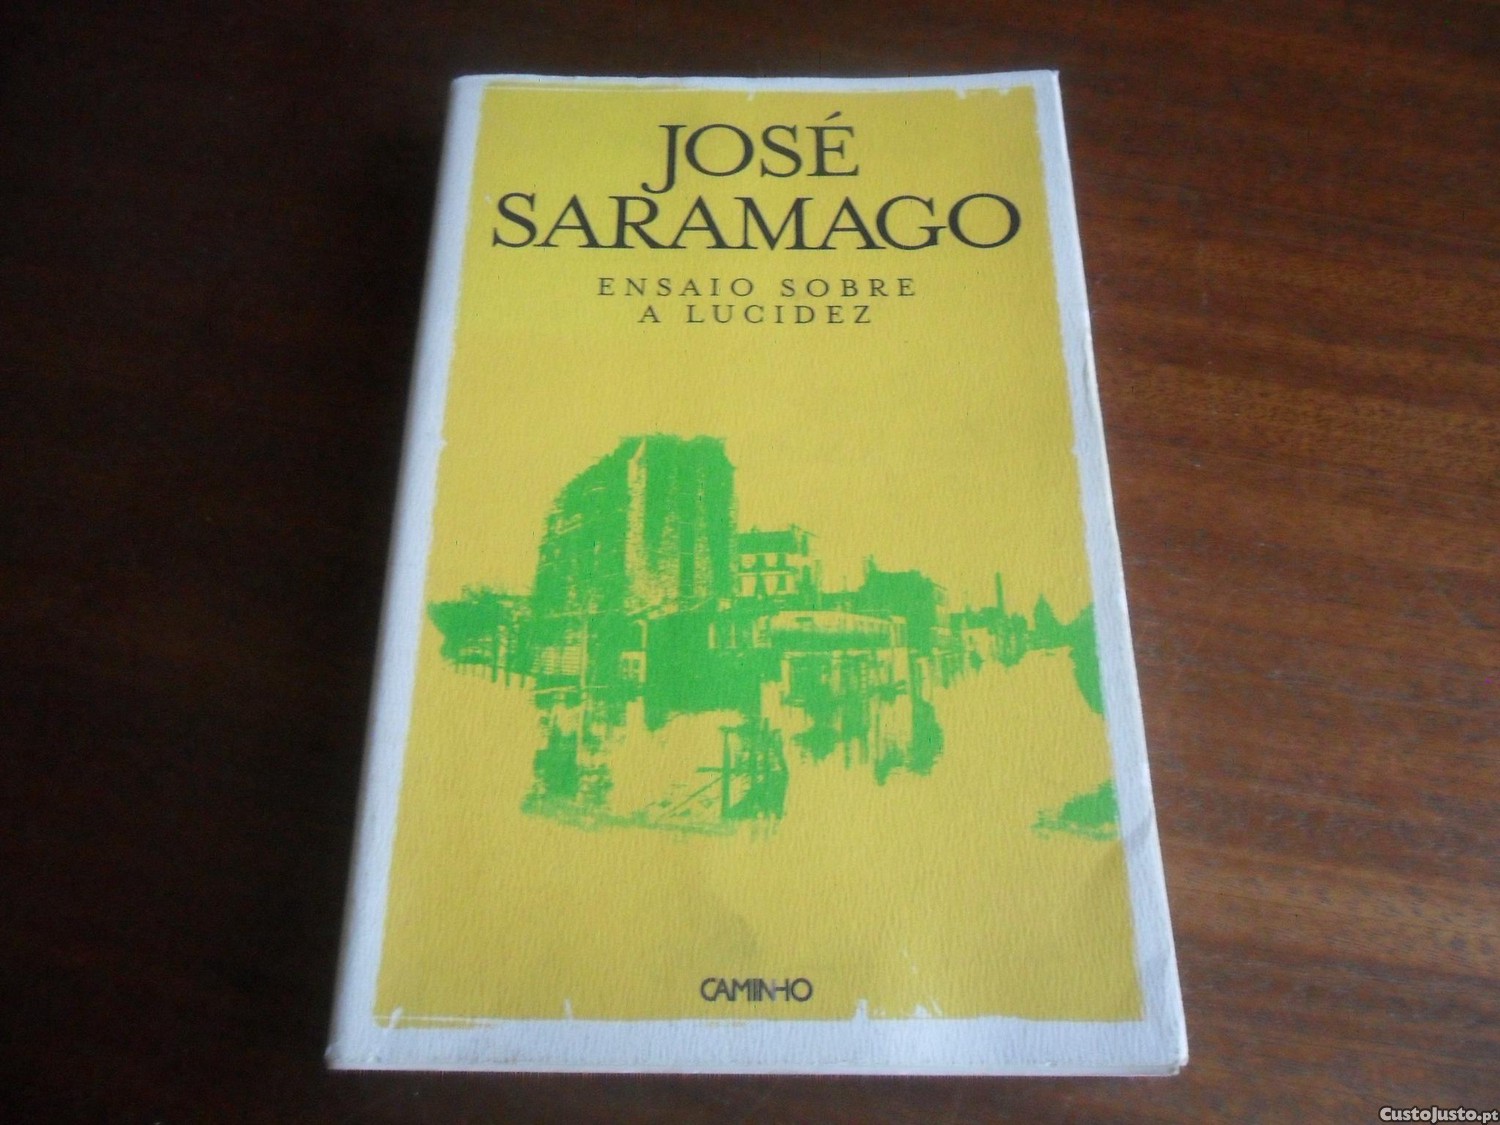 JOSÉ
SARAMAGO
ENSAIO SOBRE
A LUCIDEZ
CAMINHO
CustoJusto.pt